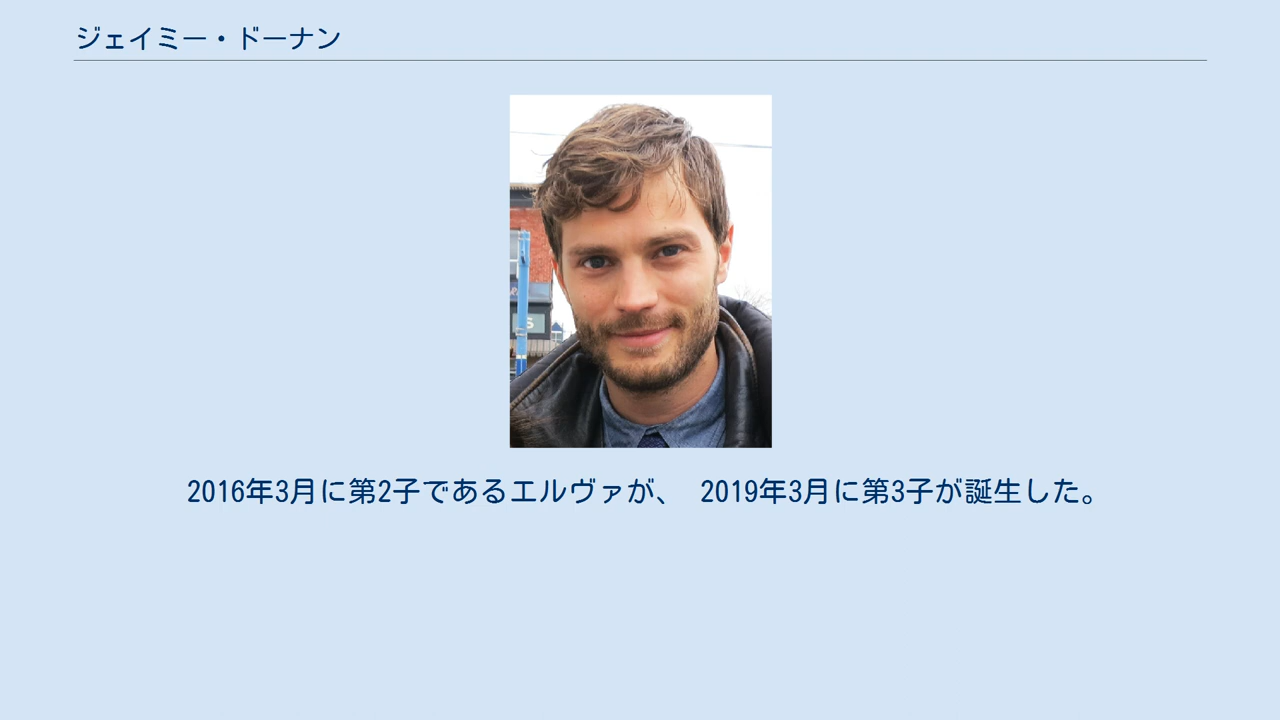 ジェイミー・ドーナン
2016年3月に第2子であるエルヴァが、 2019年3月に第3子が誕生した。